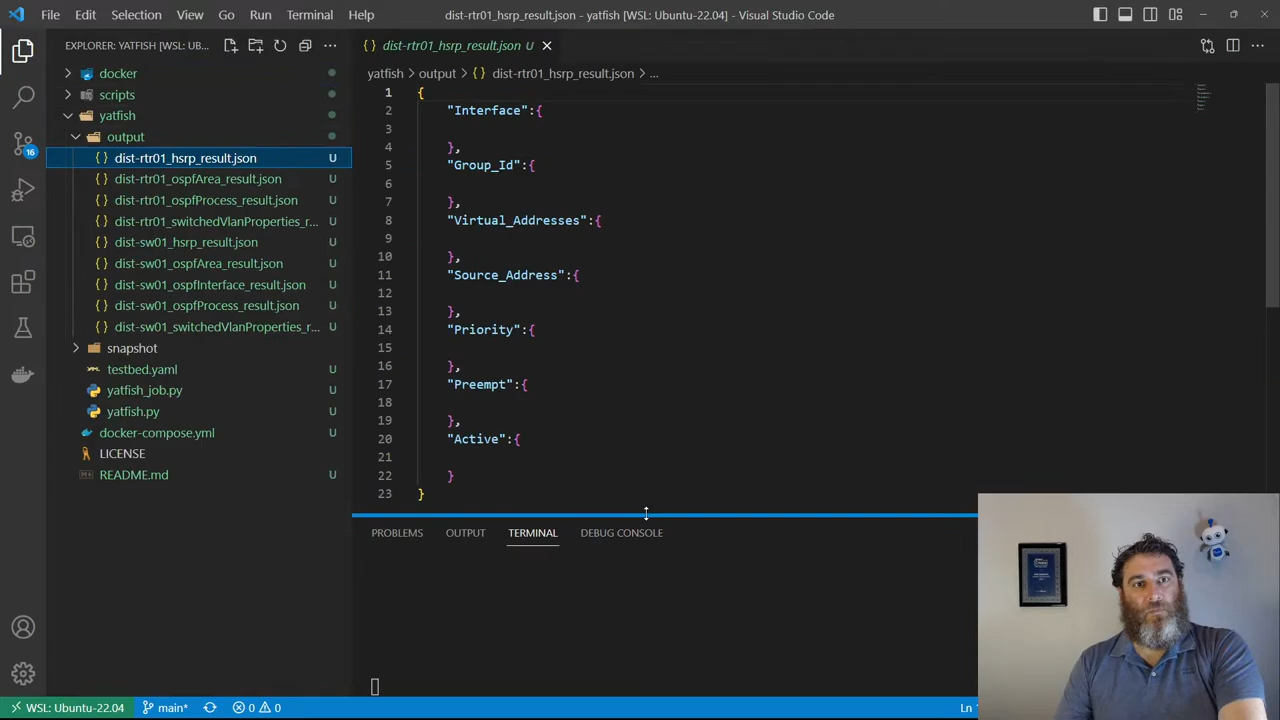 File Edit Selection View Go Run Terminal Help
dist-rtr01_hsrp_result.json - yatfish [WSL: Ubuntu-22.04] - Visual Studio Code
EXPLORER: YATFISH [WSL: UB...
docker
scripts
yatfish
output
dist-rtr01_hsrp_result.json U
dist-rtr01_ospfArea_result.json U
dist-rtr01_ospfProcess_result.json U
dist-rtr01_switchedVlanProperties_r... U
dist-sw01_hsrp_result.json U
dist-sw01_ospfArea_result.json U
dist-sw01_ospfInterface_result.json U
dist-sw01_ospfProcess_result.json U
dist-sw01_switchedVlanProperties_r... U
snapshot
testbed.yaml U
yatfish_job.py U
yatfish.py U
docker-compose.yml U
LICENSE
README.md U
16
dist-rtr01_hsrp_result.json U
yatfish > output > {} dist-rtr01_hsrp_result.json > ...
1 {
2 "Interface":{
3
4 },
5 "Group_Id":{
6
7 },
8 "Virtual_Addresses":{
9
10 },
11 "Source_Address":{
12
13 },
14 "Priority":{
15
16 },
17 "Preempt":{
18
19 },
20 "Active":{
21
22 }
23 }
PROBLEMS OUTPUT TERMINAL DEBUG CONSOLE
WSL: Ubuntu-22.04 main* 0 0 Ln 1